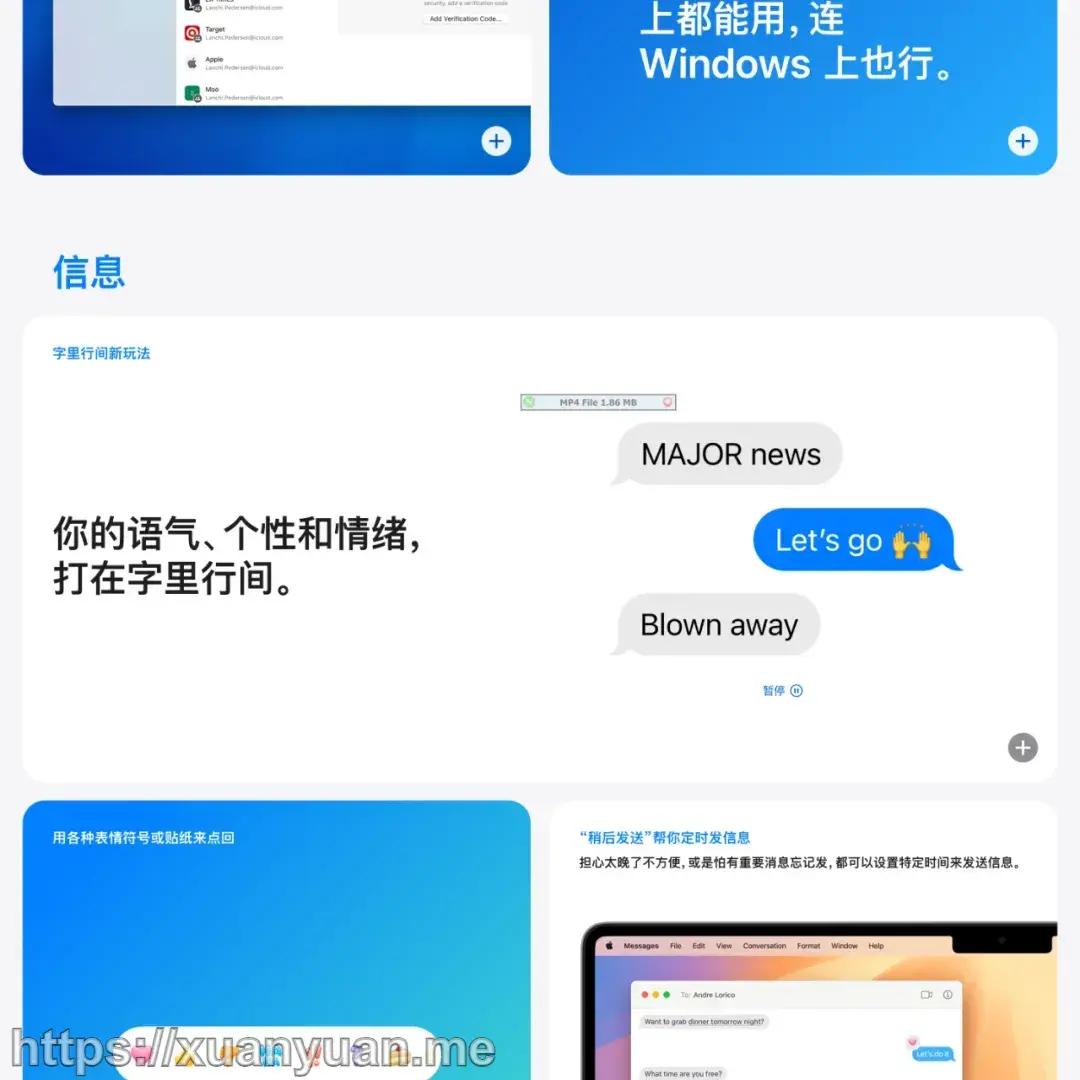 Lanchi.Pedersen@icloud.com
security, add a verification code
Add Verification Code...
Target
Lanchi.Pedersen@icloud.com
Apple
Lanchi.Pedersen@icloud.com
Moo
Lanchi.Pedersen@icloud.com
上都能用，连
Windows 上也行。
信息
字里行间新玩法
MP4 File 1.86 MB
MAJOR news
Let’s go 🙌
Blown away
你的语气、个性和情绪，
打在字里行间。
暂停
用各种表情符号或贴纸来点回
“稍后发送”帮你定时发信息
担心太晚了不方便，或是怕有重要消息忘记发，都可以设置特定时间来发送信息。
Messages File Edit View Conversation Format Window Help
To: Andre Lorico
Want to grab dinner tomorrow night?
Let's do it
What time are you free?
https://xuanyuan.me